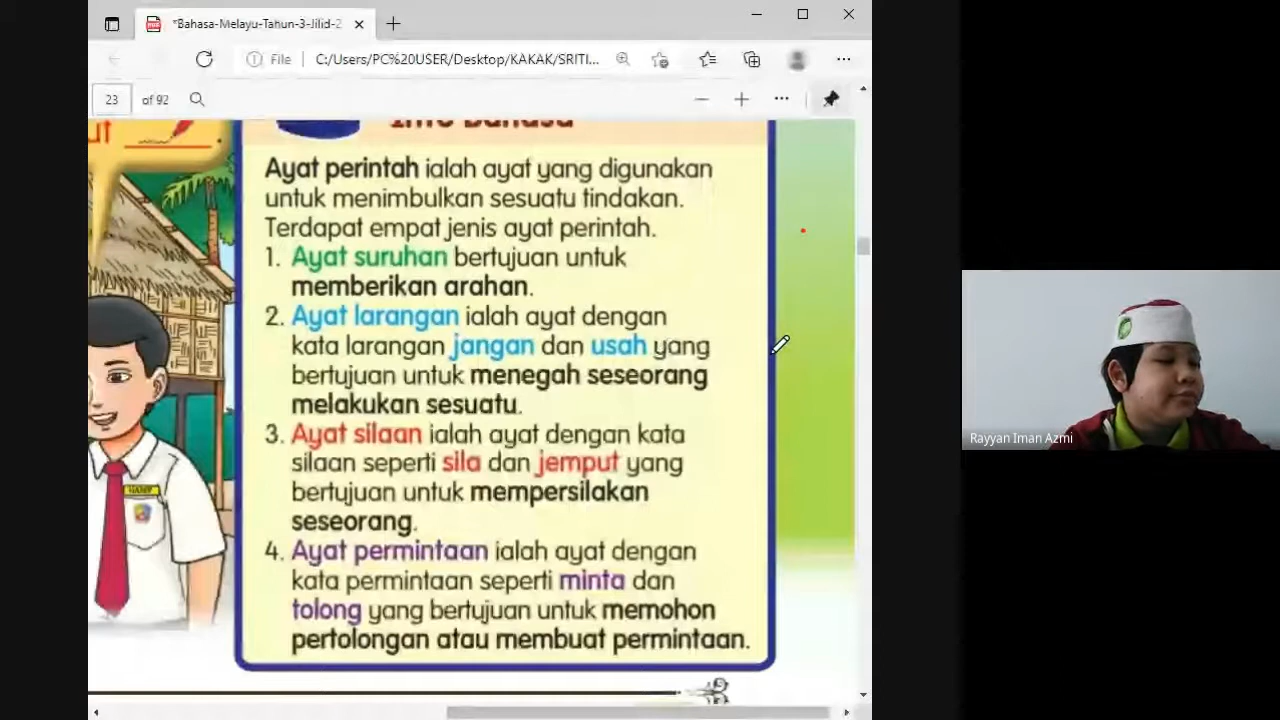 *Bahasa-Melayu-Tahun-3-Jilid-2
File
C:/Users/PC%20USER/Desktop/KAKAK/SRITI...
23 of 92
Info Bahasa
Ayat perintah ialah ayat yang digunakan
untuk menimbulkan sesuatu tindakan.
Terdapat empat jenis ayat perintah.
1. Ayat suruhan bertujuan untuk
memberikan arahan.
2. Ayat larangan ialah ayat dengan
kata larangan jangan dan usah yang
bertujuan untuk menegah seseorang
melakukan sesuatu.
3. Ayat silaan ialah ayat dengan kata
silaan seperti sila dan jemput yang
bertujuan untuk mempersilakan
seseorang.
4. Ayat permintaan ialah ayat dengan
kata permintaan seperti minta dan
tolong yang bertujuan untuk memohon
pertolongan atau membuat permintaan.
Rayyan Iman Azmi